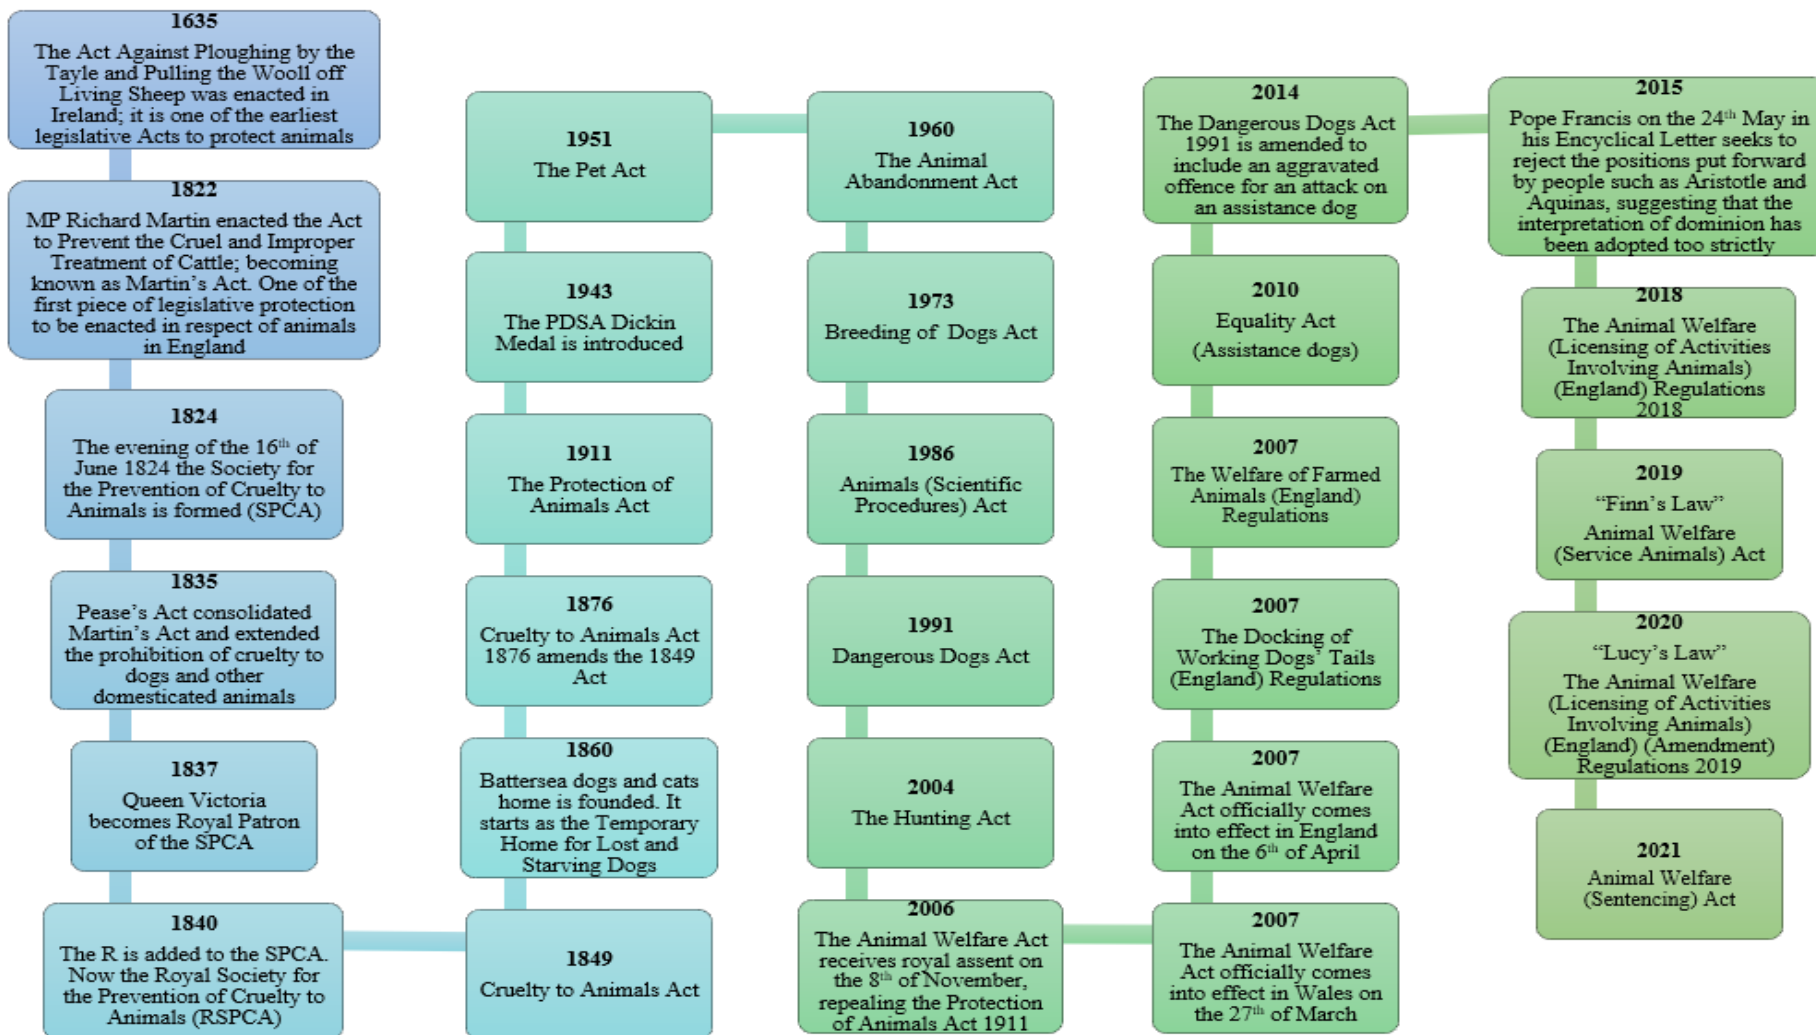 1635
The Act Against Ploughing by the
Tayle and Pulling the Wooll off
Living Sheep was enacted in
Ireland; it is one of the earliest
legislative Acts to protect animals
1822
MP Richard Martin enacted the Act
to Prevent the Cruel and Improper
Treatment of Cattle; becoming
known as Martin’s Act. One of the
first piece of legislative protection
to be enacted in respect of animals
in England
1824
The evening of the 16th of
June 1824 the Society for
the Prevention of Cruelty to
Animals is formed (SPCA)
1835
Pease’s Act consolidated
Martin’s Act and extended
the prohibition of cruelty to
dogs and other
domesticated animals
1837
Queen Victoria
becomes Royal Patron
of the SPCA
1840
The R is added to the SPCA.
Now the Royal Society for
the Prevention of Cruelty to
Animals (RSPCA)
1849
Cruelty to Animals Act
1860
Battersea dogs and cats
home is founded. It
starts as the Temporary
Home for Lost and
Starving Dogs
1876
Cruelty to Animals Act
1876 amends the 1849
Act
1911
The Protection of
Animals Act
1943
The PDSA Dickin
Medal is introduced
1951
The Pet Act
1960
The Animal
Abandonment Act
1973
Breeding of Dogs Act
1986
Animals (Scientific
Procedures) Act
1991
Dangerous Dogs Act
2004
The Hunting Act
2006
The Animal Welfare Act
receives royal assent on
the 8th of November,
repealing the Protection
of Animals Act 1911
2007
The Animal Welfare
Act officially comes
into effect in Wales on
the 27th of March
2007
The Animal Welfare
Act officially comes
into effect in England
on the 6th of April
2007
The Docking of
Working Dogs’ Tails
(England) Regulations
2007
The Welfare of Farmed
Animals (England)
Regulations
2010
Equality Act
(Assistance dogs)
2014
The Dangerous Dogs Act
1991 is amended to
include an aggravated
offence for an attack on
an assistance dog
2015
Pope Francis on the 24th May in
his Encyclical Letter seeks to
reject the positions put forward
by people such as Aristotle and
Aquinas, suggesting that the
interpretation of dominion has
been adopted too strictly
2018
The Animal Welfare
(Licensing of Activities
Involving Animals)
(England) Regulations
2018
2019
“Finn’s Law”
Animal Welfare
(Service Animals) Act
2020
“Lucy’s Law”
The Animal Welfare
(Licensing of Activities
Involving Animals)
(England) (Amendment)
Regulations 2019
2021
Animal Welfare
(Sentencing) Act